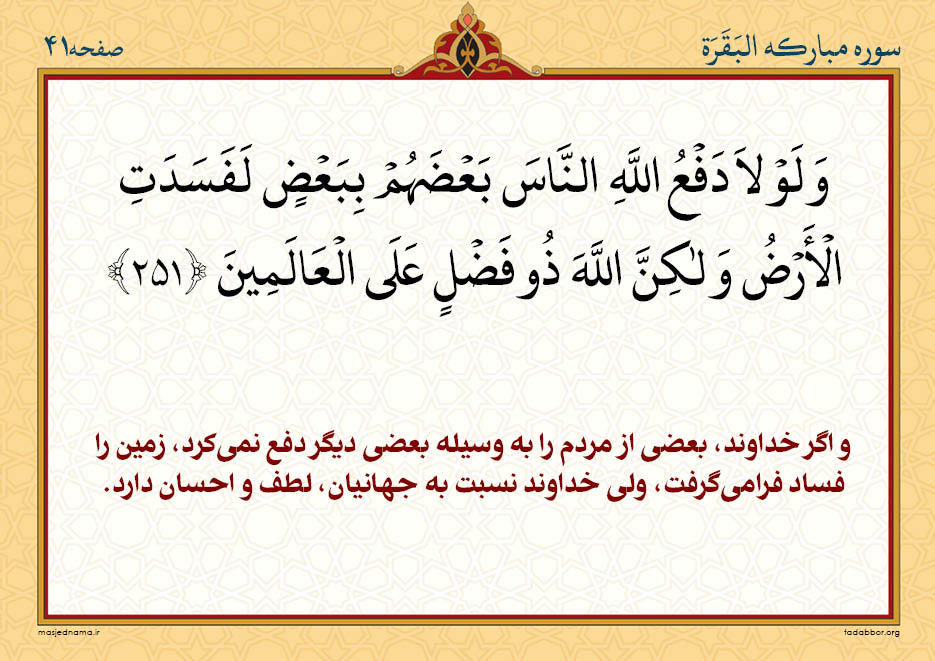 سوره مبارکه البَقَرَة
صفحه۴۱
وَ لَوْ لاَ دَفْعُ اللَّهِ النَّاسَ بَعْضَهُمْ بِبَعْضٍ لَفَسَدَتِ
الْأَرْضُ وَ لٰكِنَّ اللَّهَ ذُو فَضْلٍ عَلَى الْعَالَمِينَ ﴿۲۵۱﴾
و اگر خداوند، بعضی از مردم را به وسیله بعضی دیگر دفع نمی‌کرد، زمین را
فساد فرامی‌گرفت، ولی خداوند نسبت به جهانیان، لطف و احسان دارد.
masjednama.ir
tadabbor.org